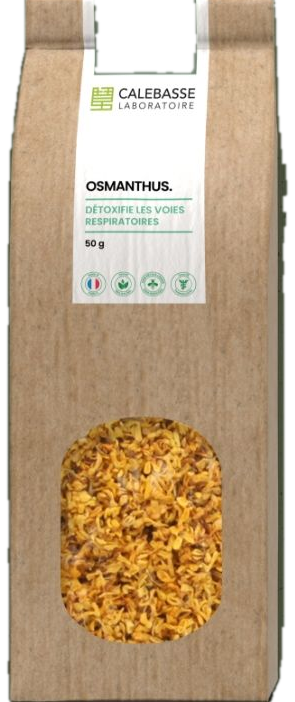 CALEBASSE
LABORATOIRE
OSMANTHUS.
DÉTOXIFIE LES VOIES
RESPIRATOIRES
50 g